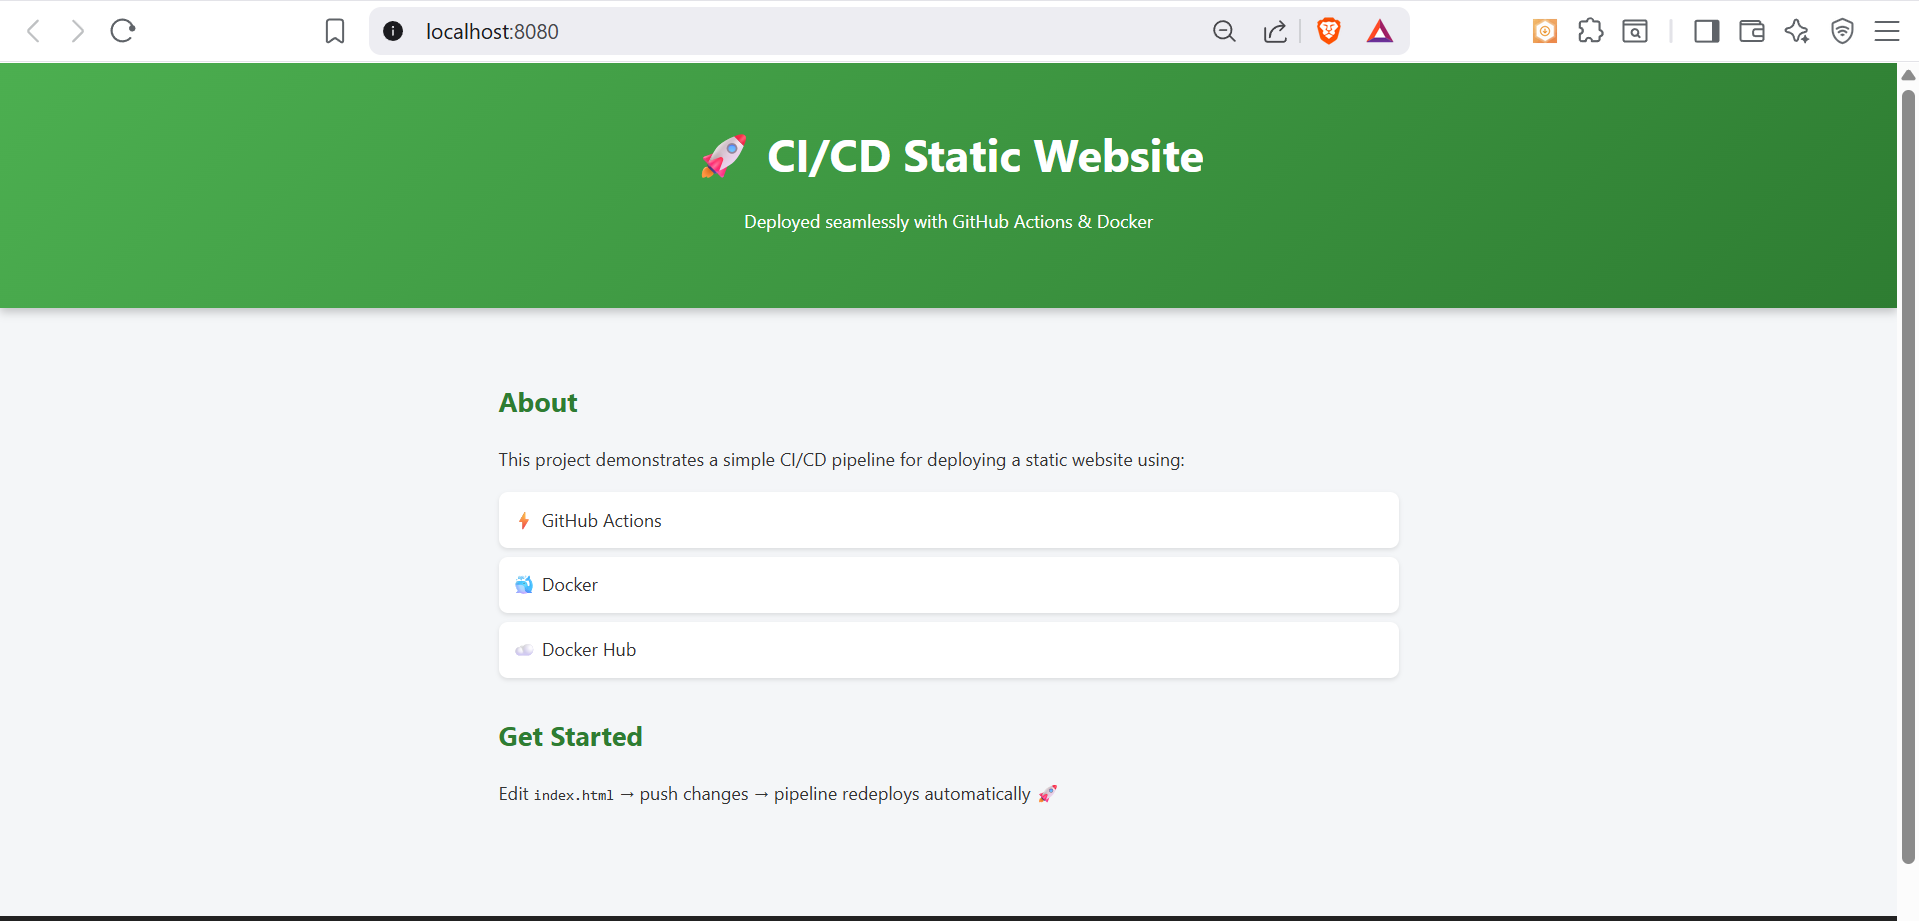 localhost:8080
🚀 CI/CD Static Website
Deployed seamlessly with GitHub Actions & Docker
About
This project demonstrates a simple CI/CD pipeline for deploying a static website using:
⚡ GitHub Actions
Docker
☁️ Docker Hub
Get Started
Edit index.html → push changes → pipeline redeploys automatically 🚀